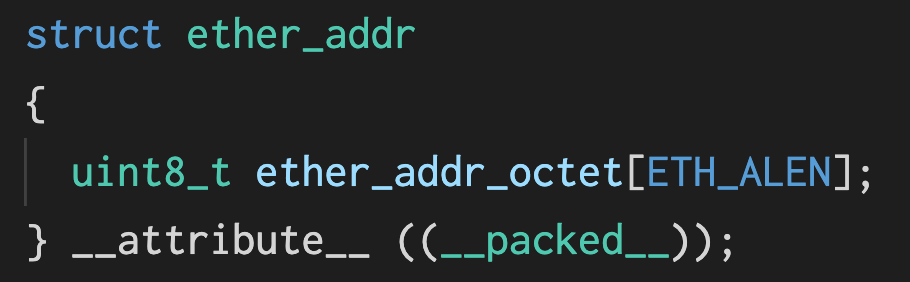 struct ether_addr
{
  uint8_t ether_addr_octet[ETH_ALEN];
} __attribute__ ((__packed__));